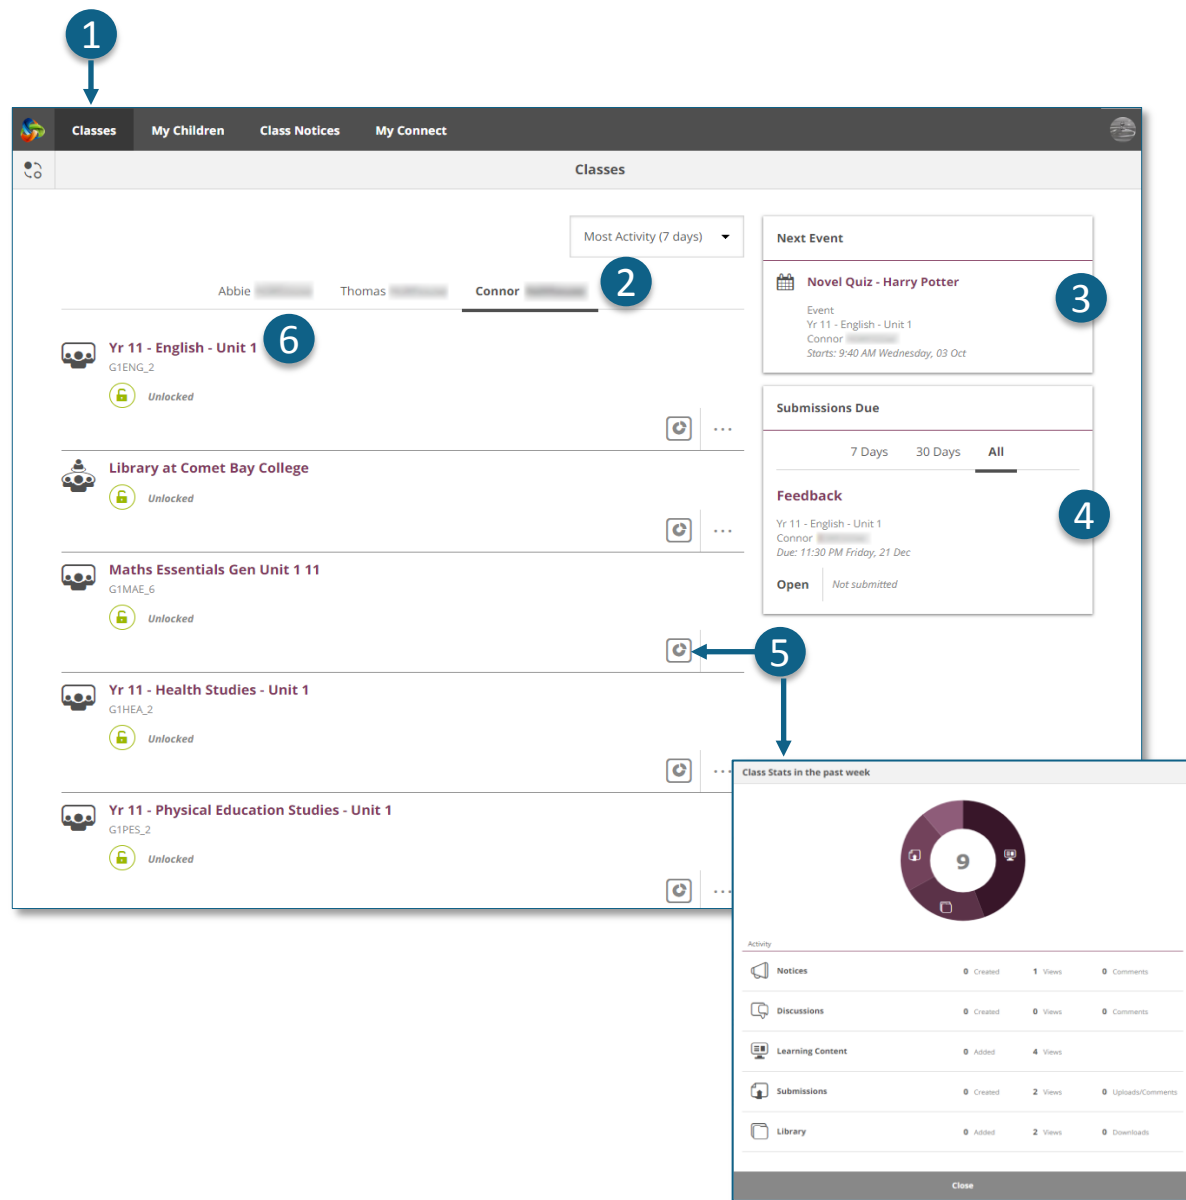 1
Classes My Children Class Notices My Connect
Classes
Most Activity (7 days)
2
Abbie Thomas Connor
6
Yr 11 - English - Unit 1
G1ENG_2
Unlocked
...
Library at Comet Bay College
Unlocked
...
Maths Essentials Gen Unit 1 11
G1MAE_6
Unlocked
Yr 11 - Health Studies - Unit 1
G1HEA_2
Unlocked
...
Yr 11 - Physical Education Studies - Unit 1
G1PES_2
Unlocked
...
Next Event
Novel Quiz - Harry Potter
3
Event
Yr 11 - English - Unit 1
Connor
Starts: 9:40 AM Wednesday, 03 Oct
Submissions Due
7 Days 30 Days All
Feedback
4
Yr 11 - English - Unit 1
Connor
Due: 11:30 PM Friday, 21 Dec
Open Not submitted
5
Class Stats in the past week
9
Activity
Notices 0 Created 1 Views 0 Comments
Discussions 0 Created 0 Views 0 Comments
Learning Content 0 Added 4 Views
Submissions 0 Created 2 Views 0 Uploads/Comments
Library 0 Added 2 Views 0 Downloads
Close